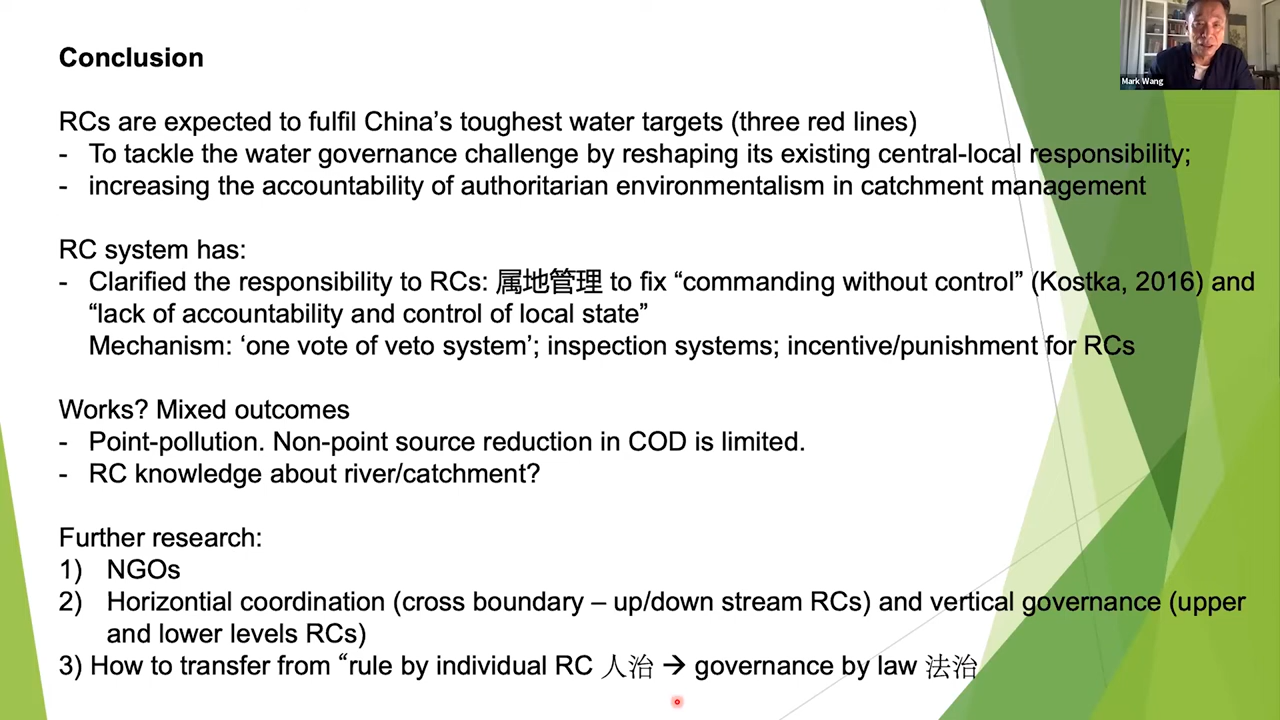 Conclusion
Mark Wang
RCs are expected to fulfil China’s toughest water targets (three red lines)
- To tackle the water governance challenge by reshaping its existing central-local responsibility;
- increasing the accountability of authoritarian environmentalism in catchment management
RC system has:
- Clarified the responsibility to RCs: 属地管理 to fix “commanding without control” (Kostka, 2016) and
“lack of accountability and control of local state”
Mechanism: ‘one vote of veto system’; inspection systems; incentive/punishment for RCs
Works? Mixed outcomes
- Point-pollution. Non-point source reduction in COD is limited.
- RC knowledge about river/catchment?
Further research:
1) NGOs
2) Horizontial coordination (cross boundary – up/down stream RCs) and vertical governance (upper
and lower levels RCs)
3) How to transfer from “rule by individual RC 人治 → governance by law 法治